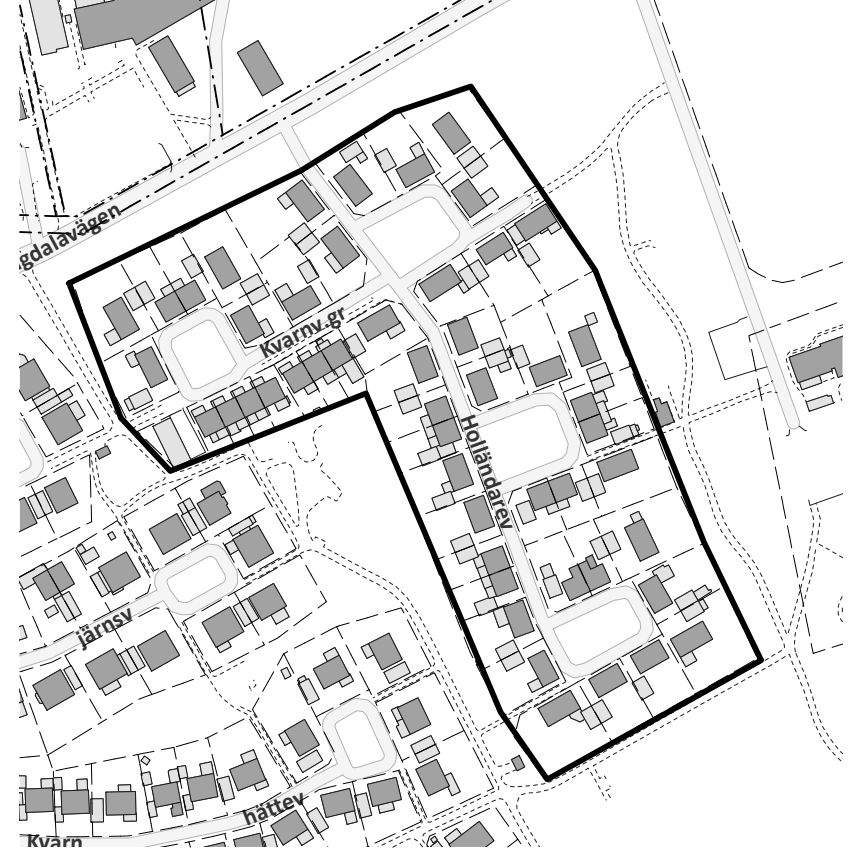 gdalavägen
Kvarnv.gr
Holländarev
järnsv
hättev
Kvarn